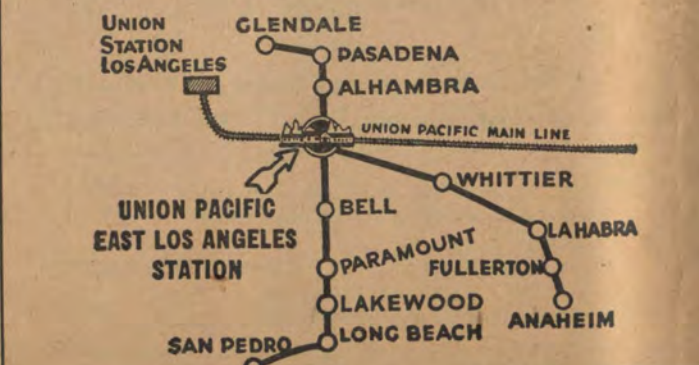 UNION
STATION
LOS ANGELES
GLENDALE
PASADENA
ALHAMBRA
UNION PACIFIC MAIN LINE
WHITTIER
UNION PACIFIC
EAST LOS ANGELES
STATION
BELL
LA HABRA
PARAMOUNT
FULLERTON
LAKEWOOD
ANAHEIM
LONG BEACH
SAN PEDRO